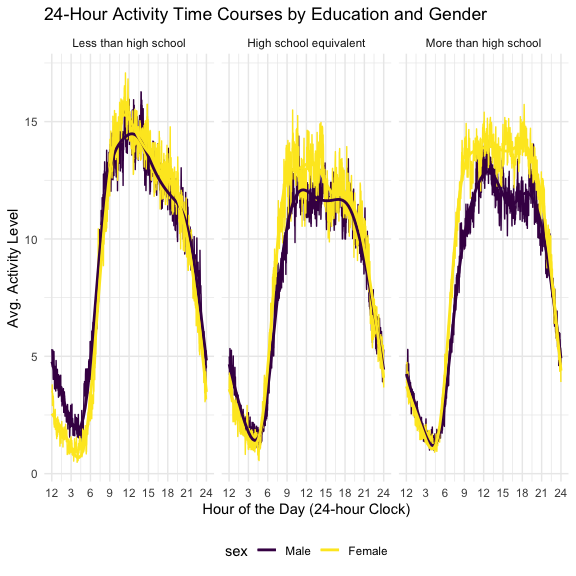 24-Hour Activity Time Courses by Education and Gender
Less than high school
High school equivalent
More than high school
Avg. Activity Level
15
10
5
0
12 3 6 9 12 15 18 21 24
12 3 6 9 12 15 18 21 24
12 3 6 9 12 15 18 21 24
Hour of the Day (24-hour Clock)
sex Male Female